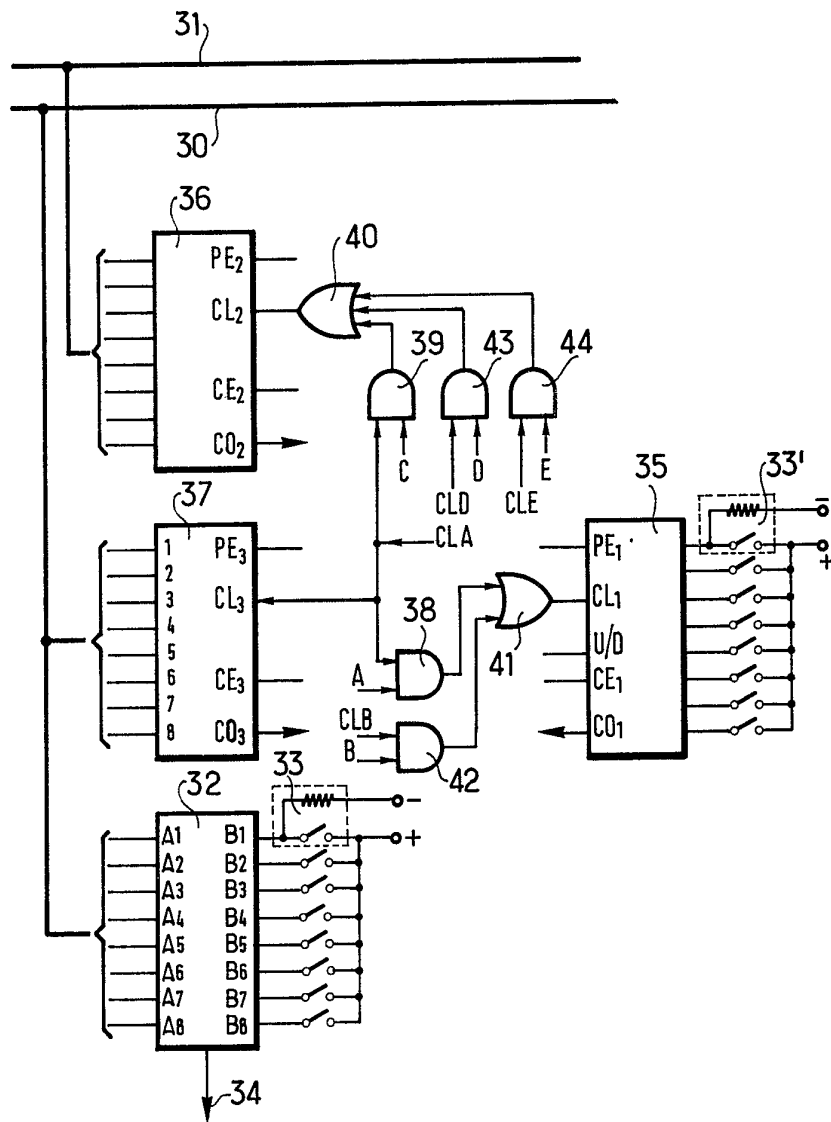 31
30
36
PE2
CL2
CE2
CO2
40
39
43
44
C
D
E
CLD
CLE
CLA
37
1
2
3
4
5
6
7
8
PE3
CL3
CE3
CO3
38
A
CLB
B
42
41
35
33'
PE1
CL1
U/D
CE1
CO1
-
+
32
33
A1 B1
A2 B2
A3 B3
A4 B4
A5 B5
A6 B6
A7 B7
A8 B8
-
+
34